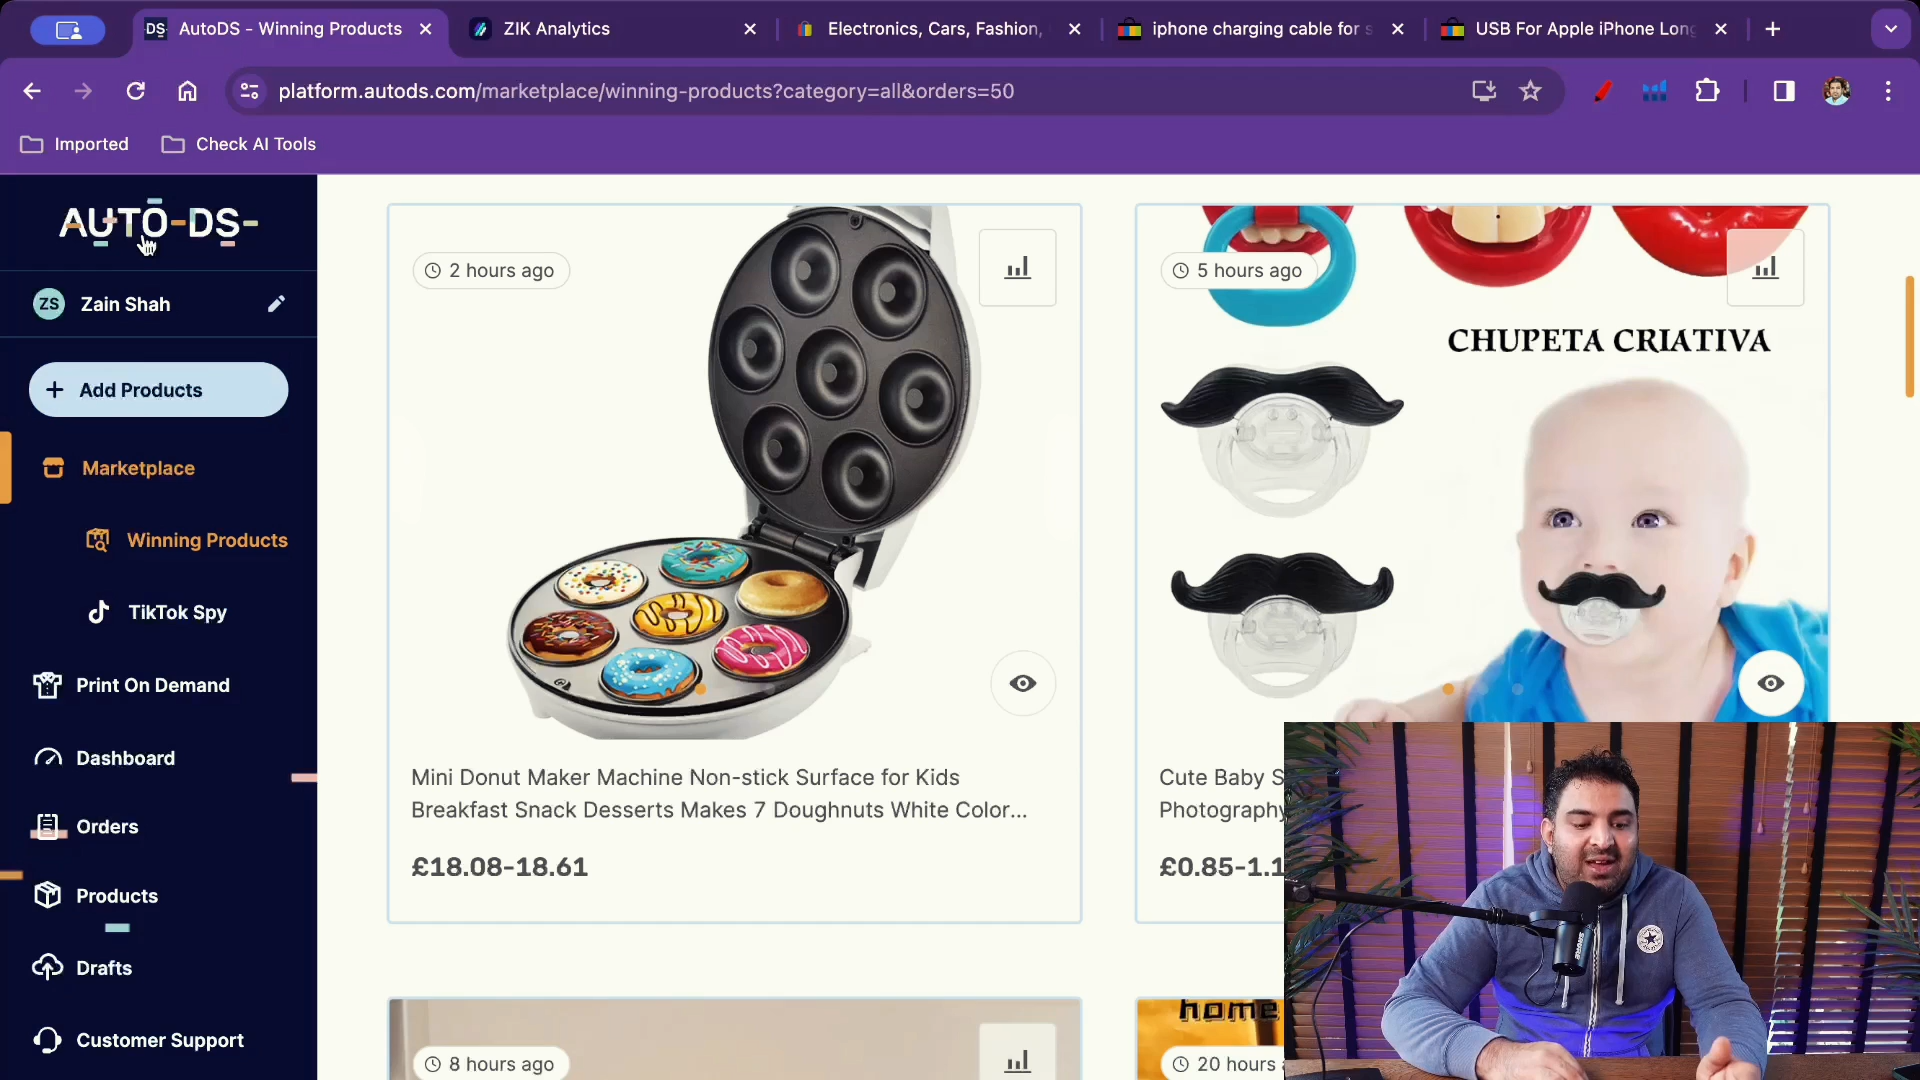 AutoDS - Winning Products
ZIK Analytics
Electronics, Cars, Fashion,
iphone charging cable for s
USB For Apple iPhone Long
platform.autods.com/marketplace/winning-products?category=all&orders=50
Imported
Check AI Tools
AUTO-DS
ZS
Zain Shah
Add Products
Marketplace
Winning Products
TikTok Spy
Print On Demand
Dashboard
Orders
Products
Drafts
Customer Support
2 hours ago
Mini Donut Maker Machine Non-stick Surface for Kids
Breakfast Snack Desserts Makes 7 Doughnuts White Color...
£18.08-18.61
5 hours ago
CHUPETA CRIATIVA
Cute Baby S
Photography
£0.85-1.1
8 hours ago
20 hours
home